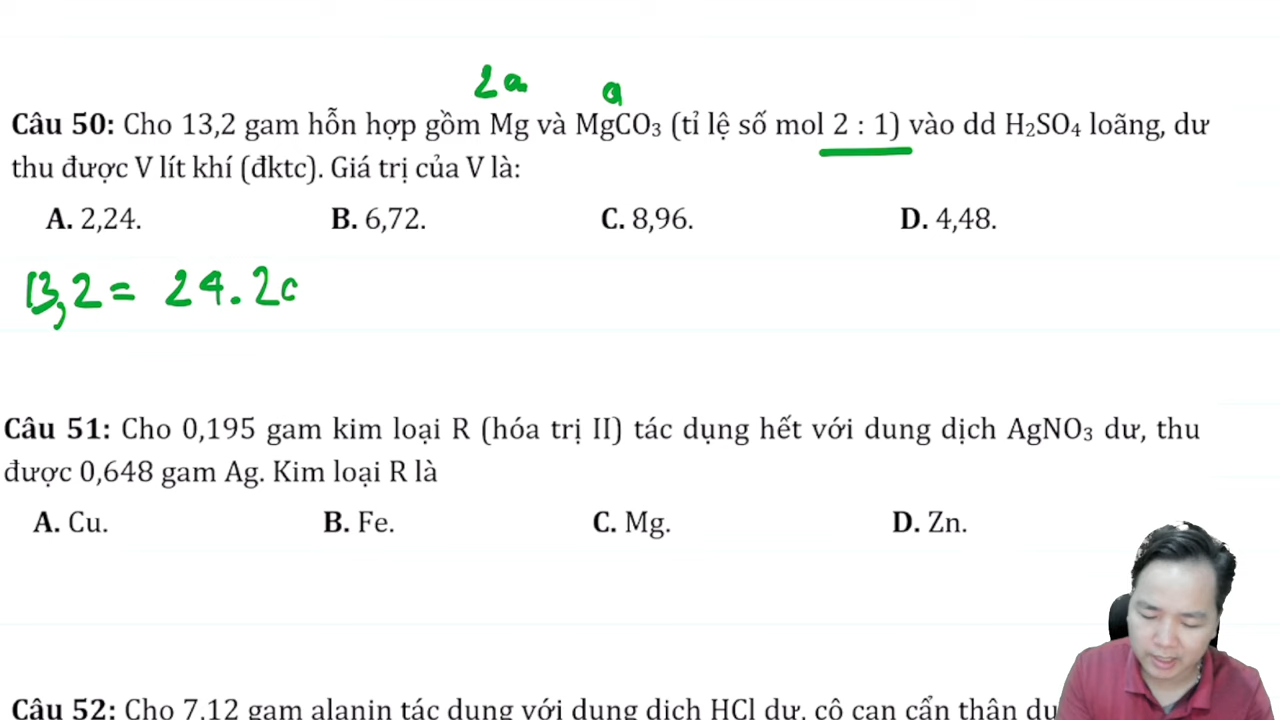 2a a
Câu 50: Cho 13,2 gam hỗn hợp gồm Mg và MgCO₃ (tỉ lệ số mol 2 : 1) vào dd H₂SO₄ loãng, dư
thu được V lít khí (đktc). Giá trị của V là:
A. 2,24. B. 6,72. C. 8,96. D. 4,48.
13,2 = 24.2
Câu 51: Cho 0,195 gam kim loại R (hóa trị II) tác dụng hết với dung dịch AgNO₃ dư, thu
được 0,648 gam Ag. Kim loại R là
A. Cu. B. Fe. C. Mg. D. Zn.
Câu 52: Cho 7,12 gam alanin tác dụng với dung dịch HCl dư, cô cạn cẩn thận du